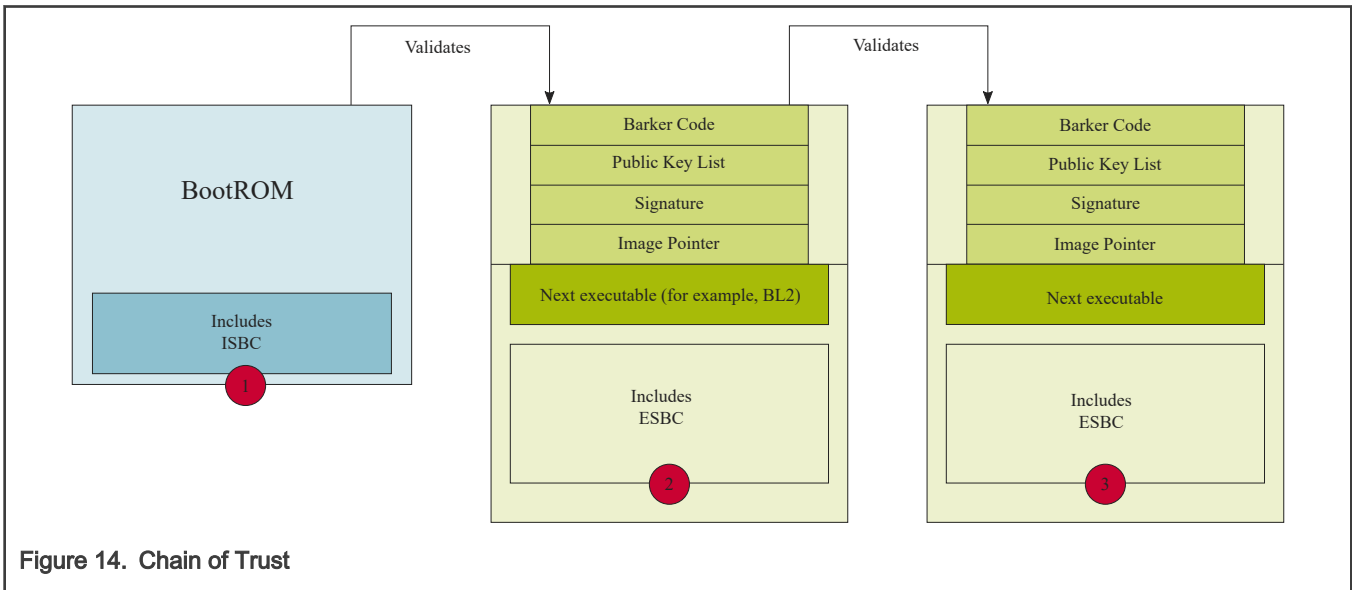 Validates
Validates
BootROM
Includes
ISBC
1
Barker Code
Public Key List
Signature
Image Pointer
Next executable (for example, BL2)
Includes
ESBC
2
Barker Code
Public Key List
Signature
Image Pointer
Next executable
Includes
ESBC
3
Figure 14. Chain of Trust